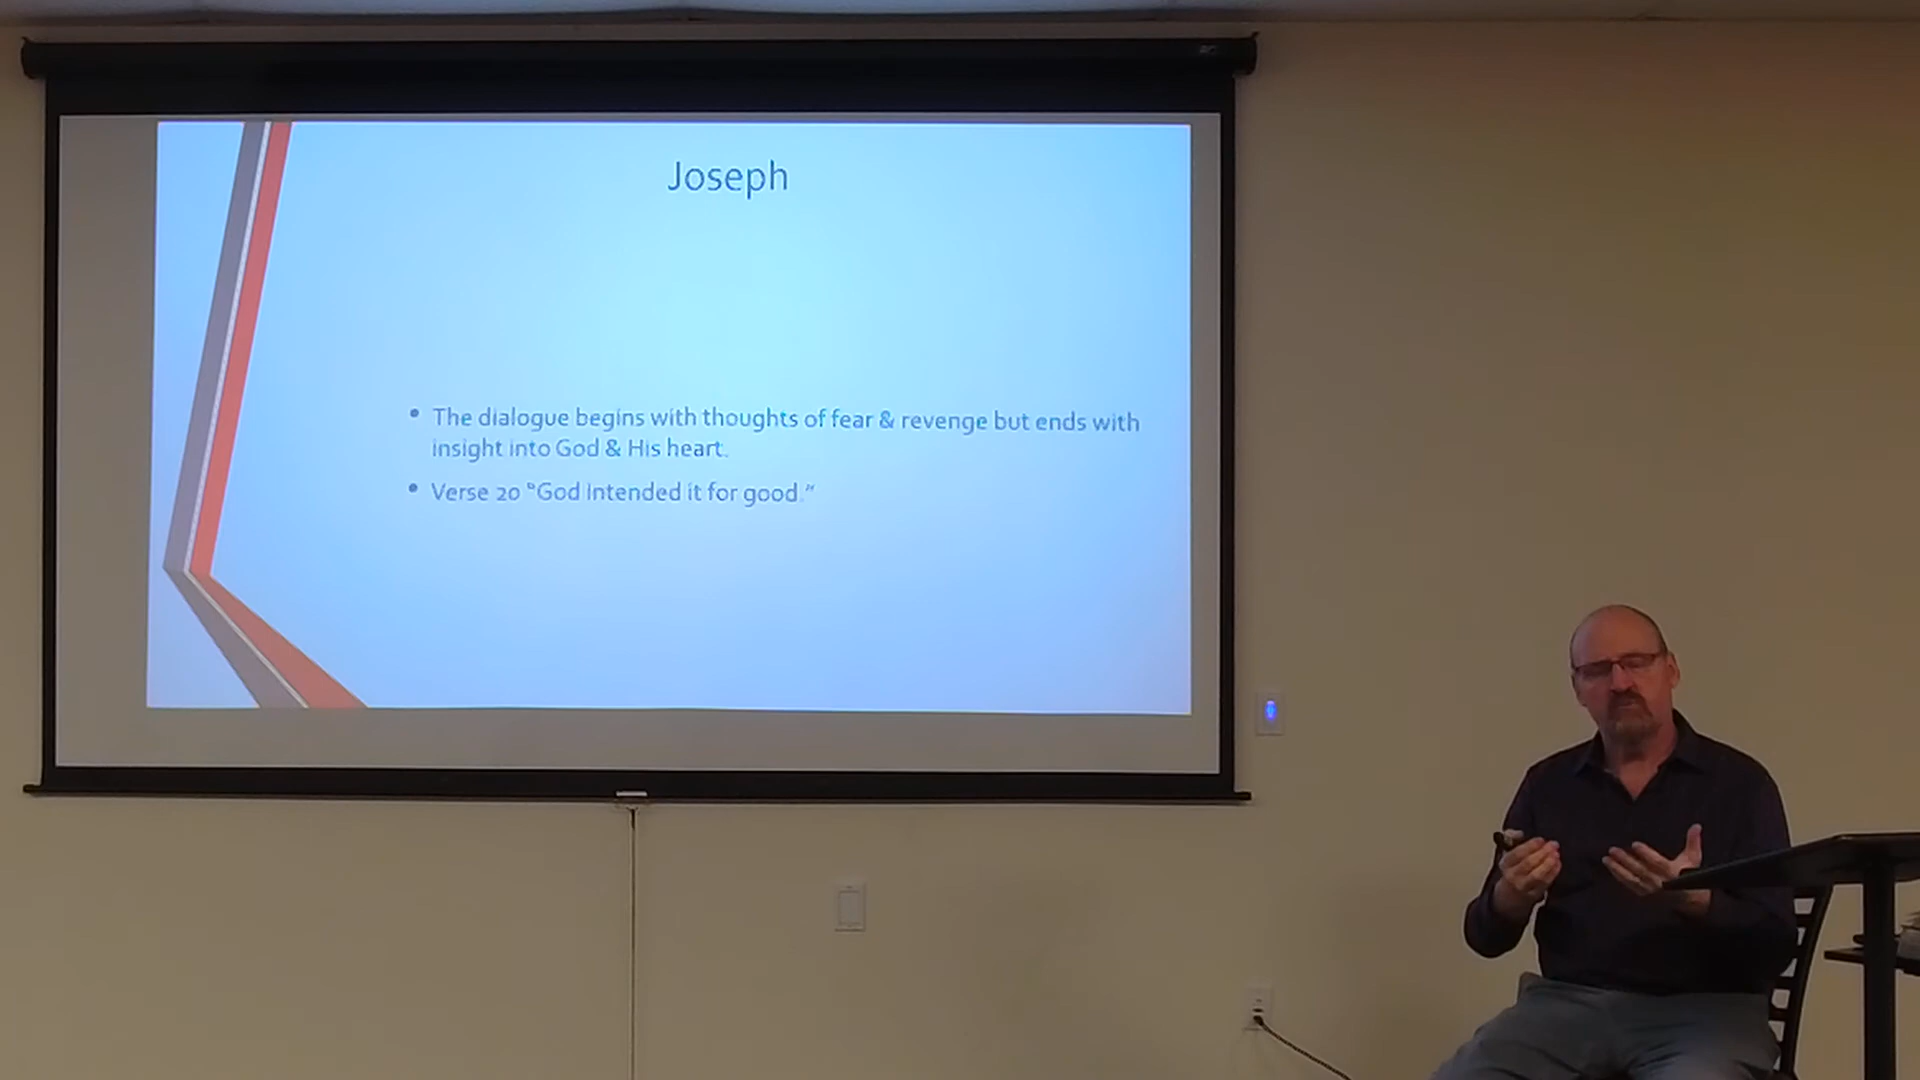 Joseph
• The dialogue begins with thoughts of fear & revenge but ends with
insight into God & His heart.
• Verse 20 “God Intended it for good.”